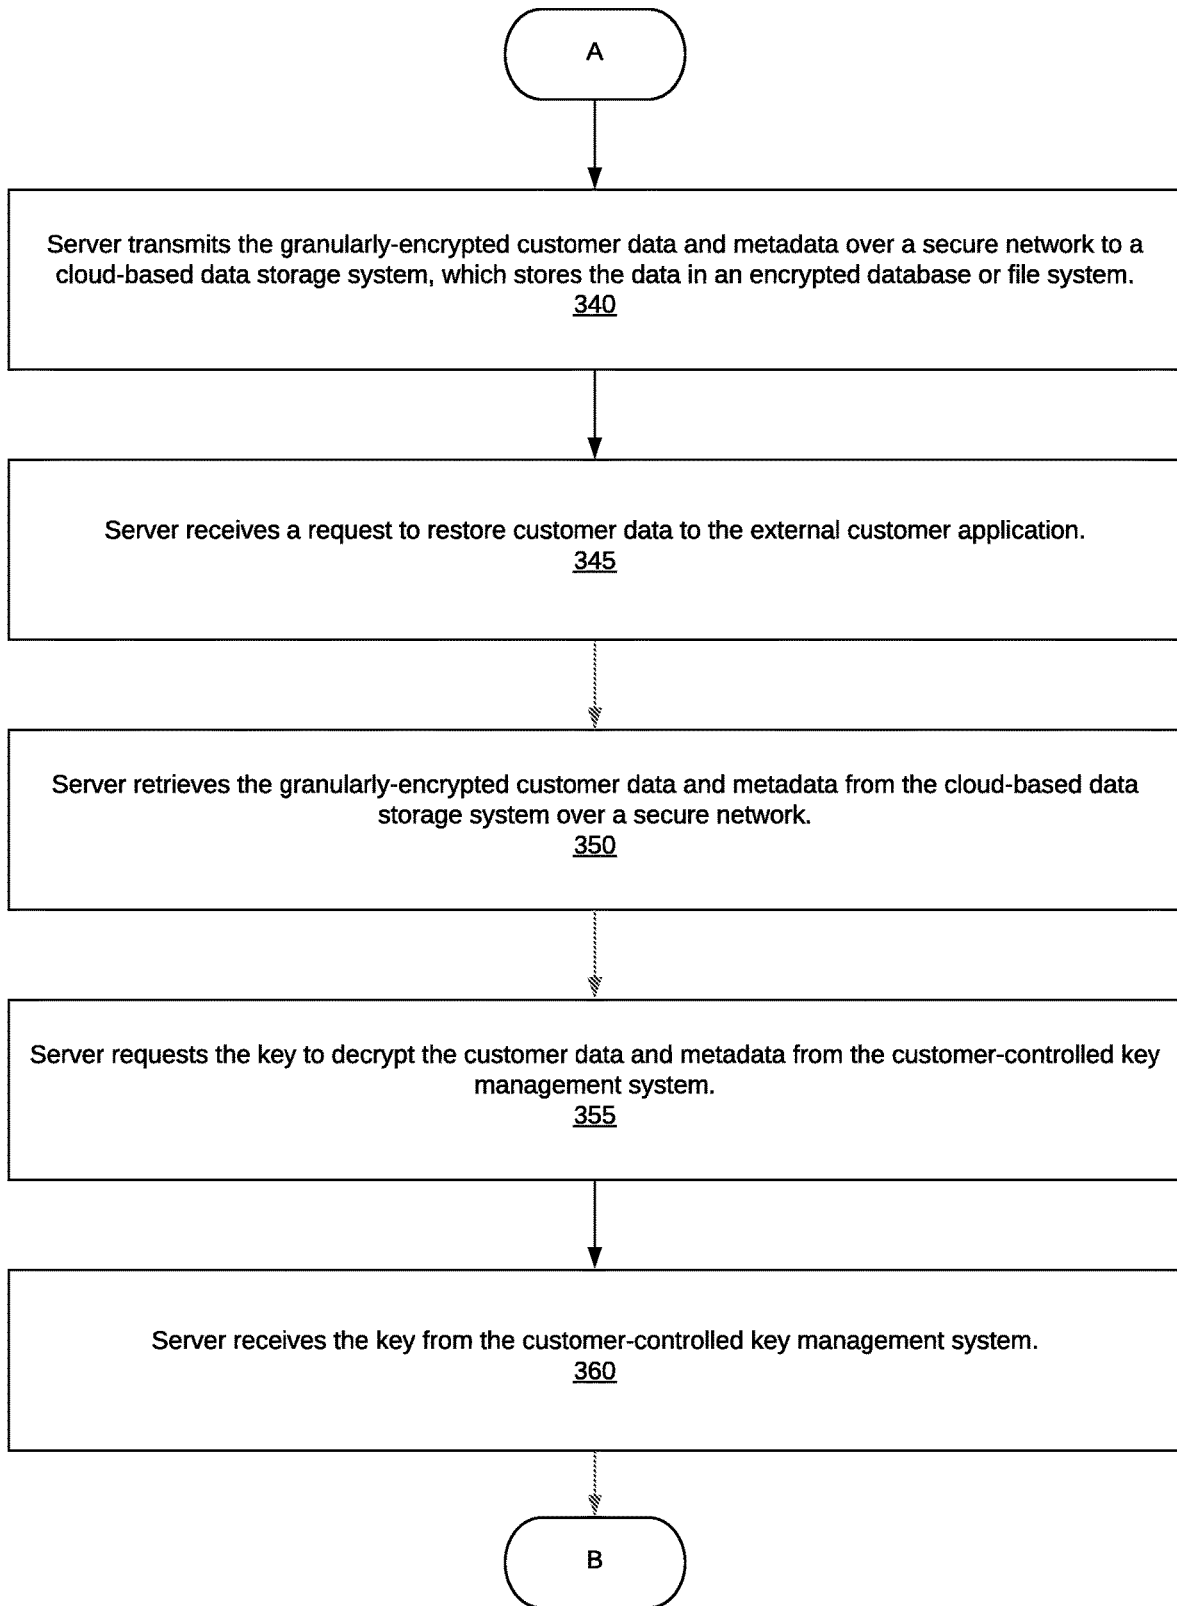 A
Server transmits the granularly-encrypted customer data and metadata over a secure network to a
cloud-based data storage system, which stores the data in an encrypted database or file system.
340
Server receives a request to restore customer data to the external customer application.
345
Server retrieves the granularly-encrypted customer data and metadata from the cloud-based data
storage system over a secure network.
350
Server requests the key to decrypt the customer data and metadata from the customer-controlled key
management system.
355
Server receives the key from the customer-controlled key management system.
360
B